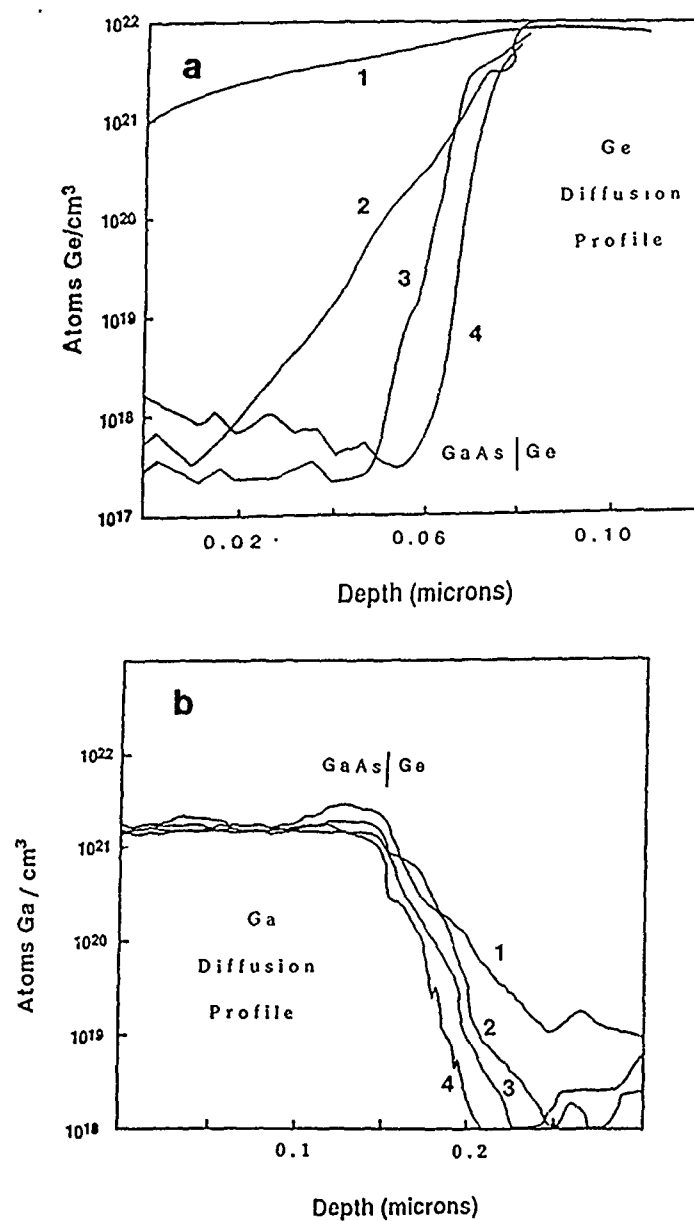 a
10²²
10²¹
10²⁰
10¹⁹
10¹⁸
10¹⁷
Atoms Ge/cm³
1
2
3
4
Ge
Diffusion
Profile
GaAs | Ge
0.02
0.06
0.10
Depth (microns)
b
10²²
10²¹
10²⁰
10¹⁹
10¹⁸
Atoms Ga / cm³
GaAs | Ge
Ga
Diffusion
Profile
1
2
3
4
0.1
0.2
Depth (microns)